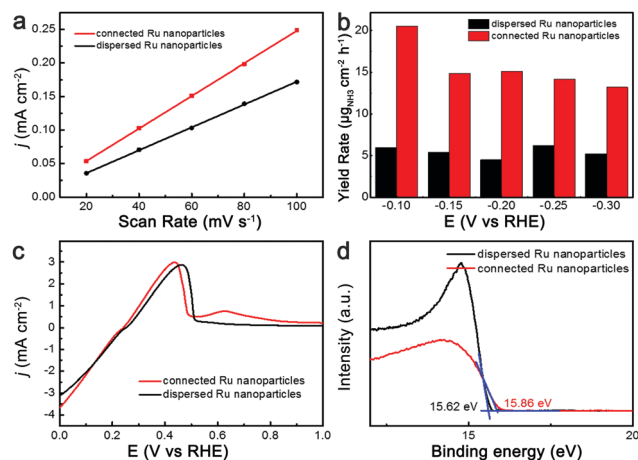 a
connected Ru nanoparticles
dispersed Ru nanoparticles
j (mA cm⁻²)
0.25
0.20
0.15
0.10
0.05
0.00
20 40 60 80 100
Scan Rate (mV s⁻¹)
b
dispersed Ru nanoparticles
connected Ru nanoparticles
Yield Rate (µg_NH3 cm⁻² h⁻¹)
20
15
10
5
0
-0.10 -0.15 -0.20 -0.25 -0.30
E (V vs RHE)
c
j (mA cm⁻²)
3
2
1
0
-1
-2
-3
-4
connected Ru nanoparticles
dispersed Ru nanoparticles
0.0 0.2 0.4 0.6 0.8 1.0
E (V vs RHE)
d
dispersed Ru nanoparticles
connected Ru nanoparticles
Intensity (a.u.)
15.62 eV
15.86 eV
15 20
Binding energy (eV)